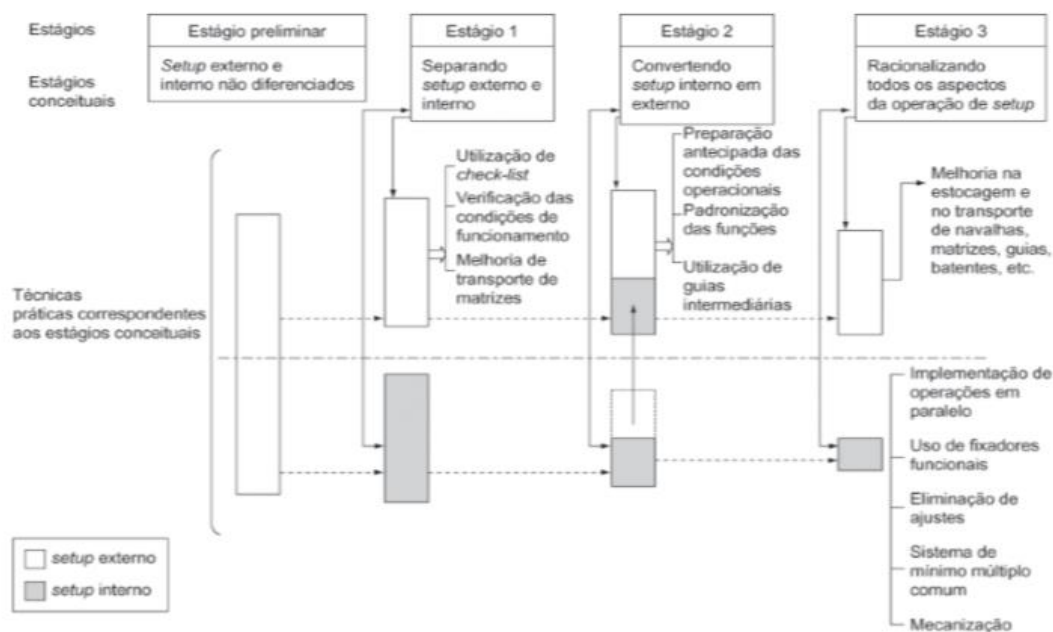 Estágios
Estágio preliminar
Estágio 1
Estágio 2
Estágio 3
Estágios
conceituais
Setup externo e
interno não diferenciados
Separando
setup externo e
interno
Convertendo
setup interno em
externo
Racionalizando
todos os aspectos
da operação de setup
Utilização de
check-list
Verificação das
condições de
funcionamento
Melhoria de
transporte de
matrizes
Preparação
antecipada das
condições
operacionais
Padronização
das funções
Utilização de
guias
intermediárias
Melhoria na
estocagem e
no transporte
de navalhas,
matrizes, guias,
batentes, etc.
Técnicas
práticas correspondentes
aos estágios conceituais
Implementação de
operações em
paralelo
Uso de fixadores
funcionais
Eliminação de
ajustes
Sistema de
mínimo múltiplo
comum
Mecanização
setup externo
setup interno